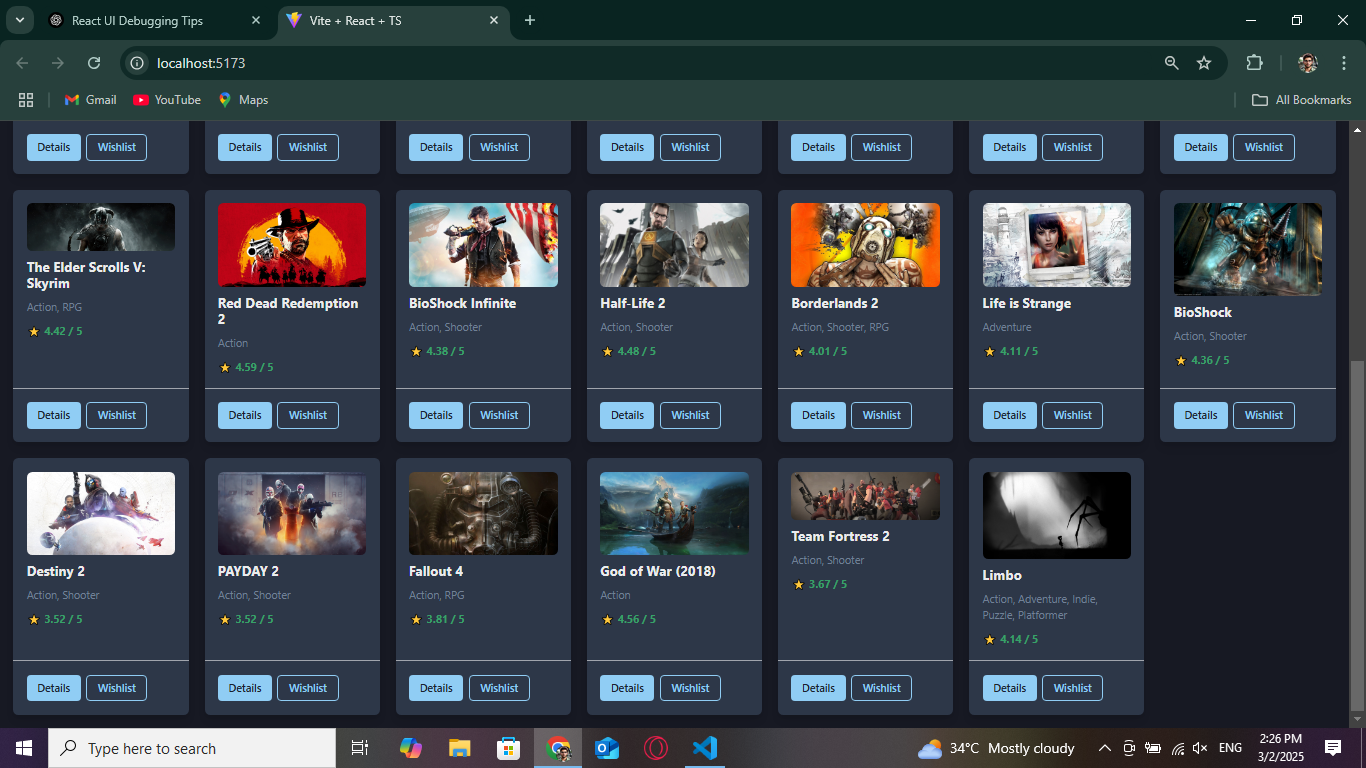 React UI Debugging Tips
Vite + React + TS
localhost:5173
Gmail
YouTube
Maps
All Bookmarks
Details Wishlist Details Wishlist Details Wishlist Details Wishlist Details Wishlist Details Wishlist Details Wishlist
The Elder Scrolls V:
Skyrim
Action, RPG
4.42 / 5
Details Wishlist
Red Dead Redemption
2
Action
4.59 / 5
Details Wishlist
BioShock Infinite
Action, Shooter
4.38 / 5
Details Wishlist
Half-Life 2
Action, Shooter
4.48 / 5
Details Wishlist
Borderlands 2
Action, Shooter, RPG
4.01 / 5
Details Wishlist
Life is Strange
Adventure
4.11 / 5
Details Wishlist
BioShock
Action, Shooter
4.36 / 5
Details Wishlist
Destiny 2
Action, Shooter
3.52 / 5
Details Wishlist
PAYDAY 2
Action, Shooter
3.52 / 5
Details Wishlist
Fallout 4
Action, RPG
3.81 / 5
Details Wishlist
God of War (2018)
Action
4.56 / 5
Details Wishlist
Team Fortress 2
Action, Shooter
3.67 / 5
Details Wishlist
Limbo
Action, Adventure, Indie,
Puzzle, Platformer
4.14 / 5
Details Wishlist
Type here to search
34°C Mostly cloudy
ENG
2:26 PM
3/2/2025